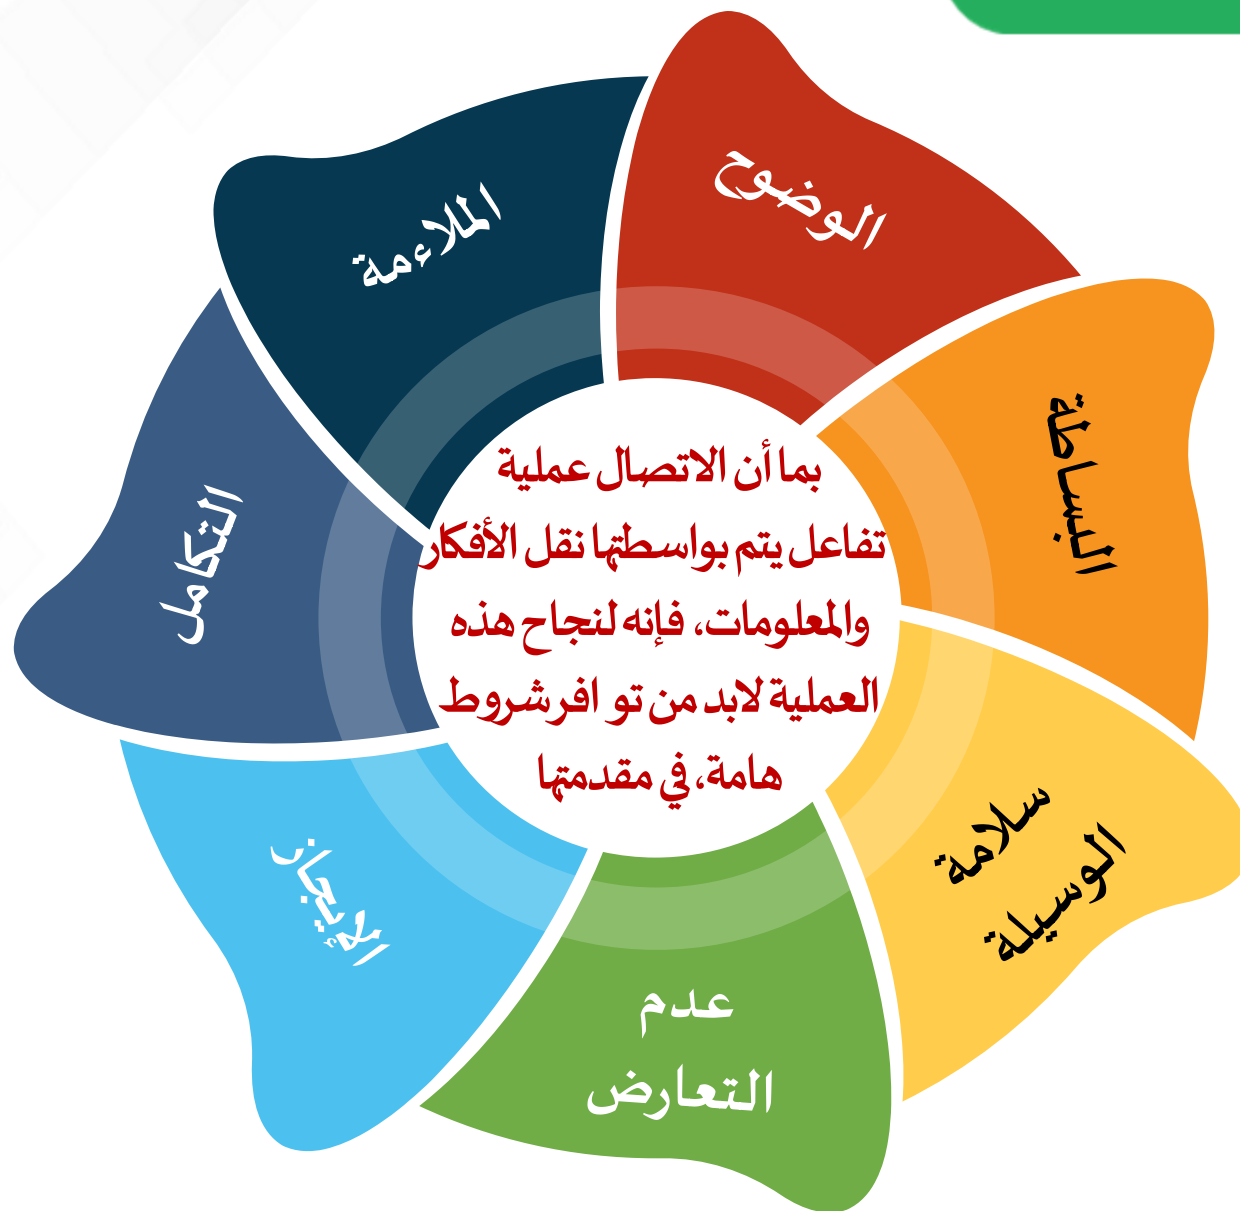 بما أن الاتصال عملية
تفاعل يتم بواسطتها نقل الأفكار
والمعلومات، فإنه لنجاح هذه
العملية لابد من تو افر شروط
هامة، في مقدمتها
الوضوح
البساطة
سلامة
الوسيلة
عدم
التعارض
الإيجاز
التكامل
الملاءمة